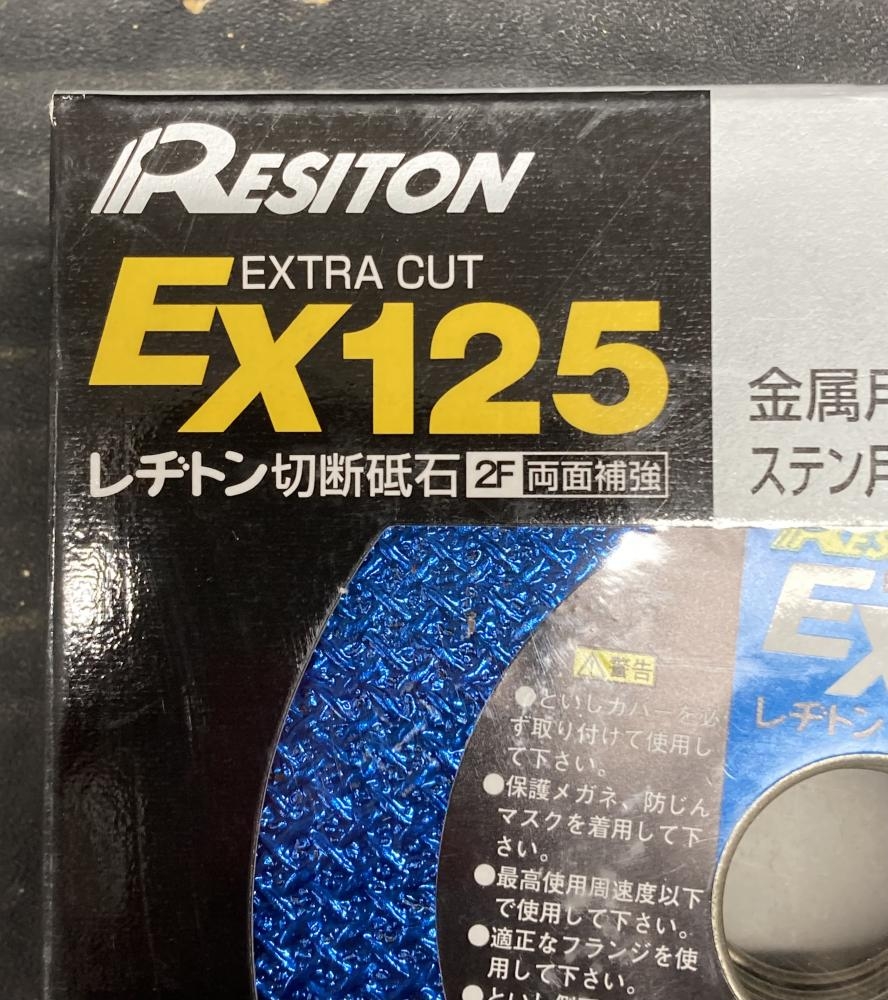 RESITON
EXTRA CUT
EX125
レヂトン切断砥石 2F 両面補強
金属用
ステン用
EX
レヂトン
警告
●といしカバーを必
ず取り付けて使用し
て下さい。
●保護メガネ、防じん
マスクを着用して下
さい。
●最高使用周速度以下
で使用して下さい。
●適正なフランジを使
用して下さい。